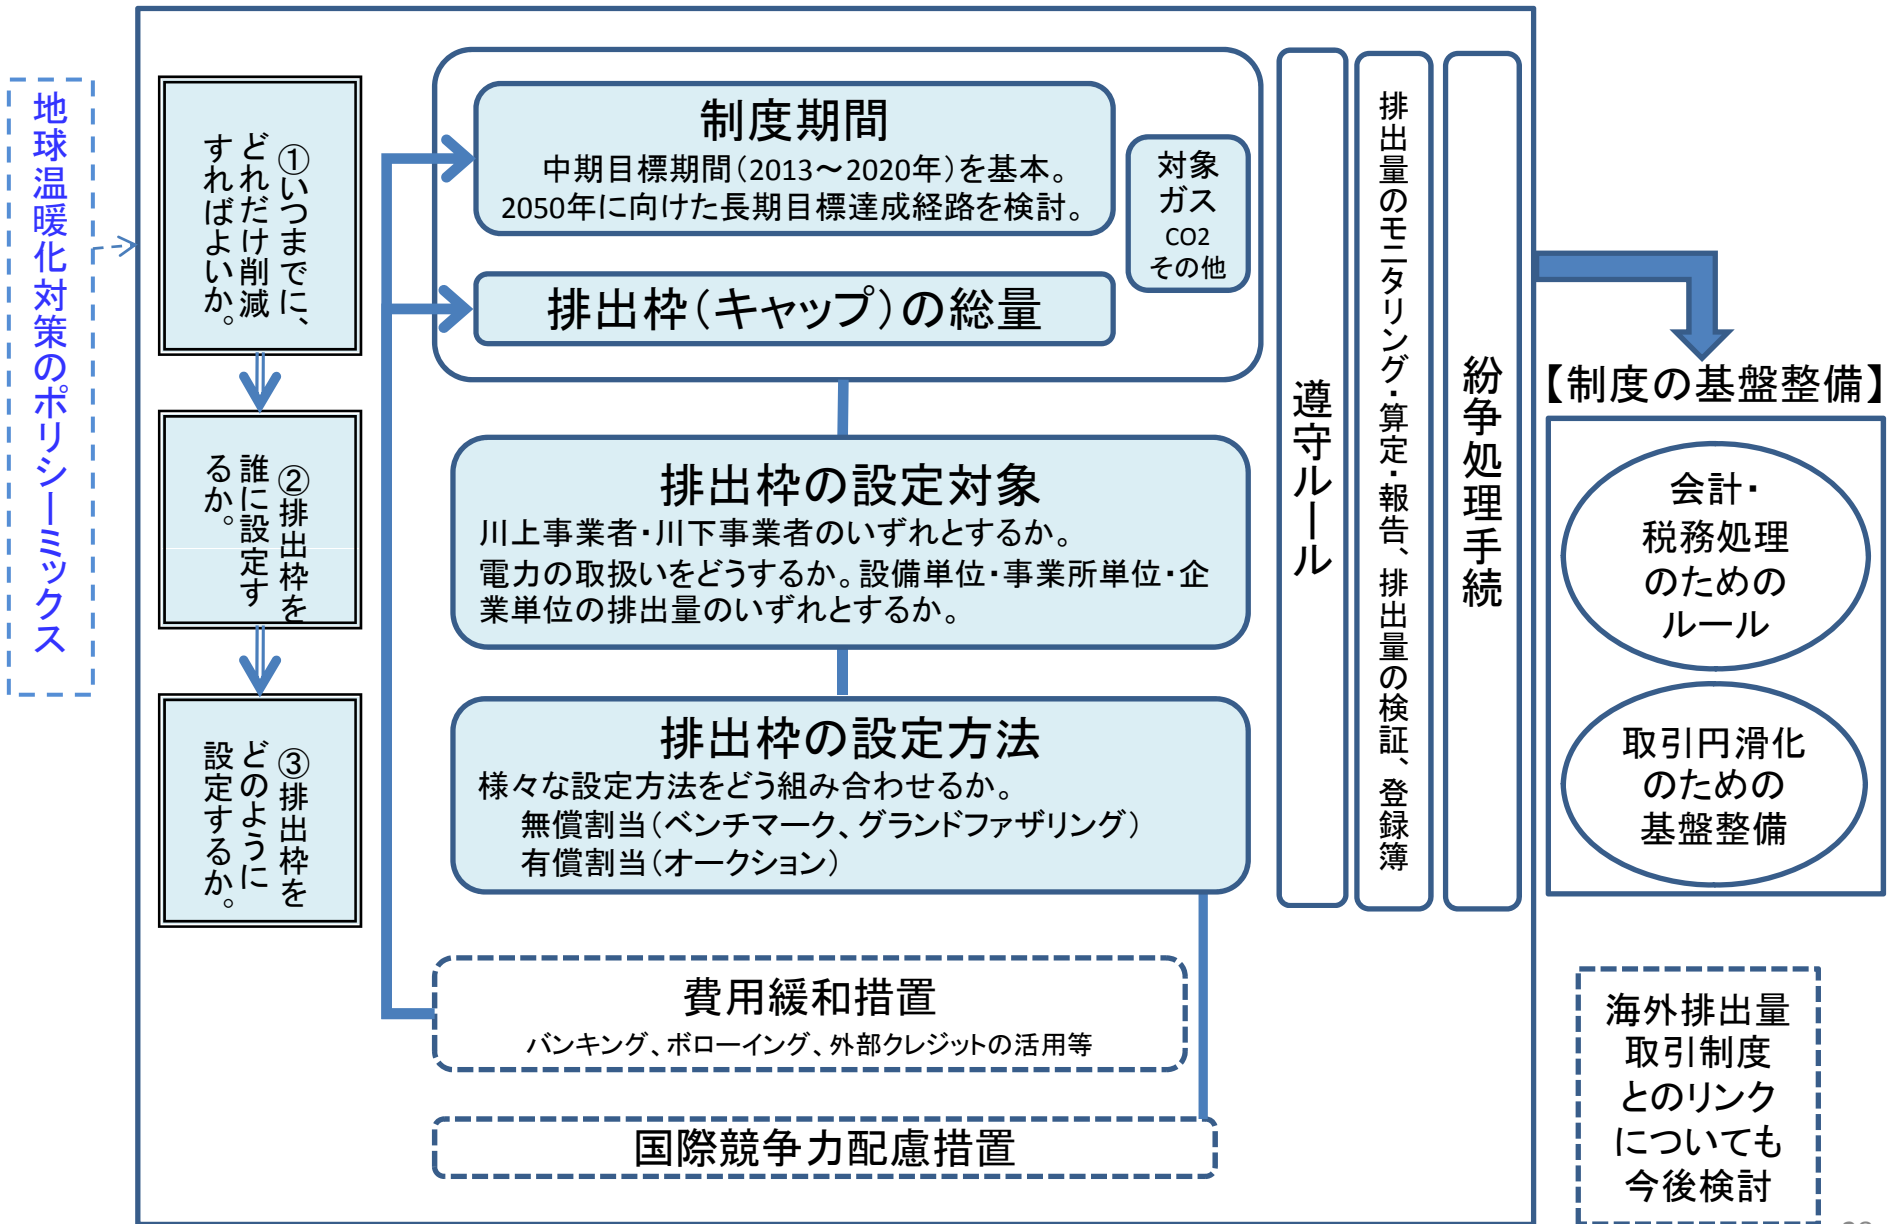 地球温暖化対策のポリシーミックス
①いつまでに、
どれだけ削減
すればよいか。
②排出枠を
誰に設定す
るか。
③排出枠を
どのように
設定するか。
制度期間
中期目標期間（2013～2020年）を基本。
2050年に向けた長期目標達成経路を検討。
排出枠（キャップ）の総量
対象
ガス
CO2
その他
排出枠の設定対象
川上事業者・川下事業者のいずれとするか。
電力の取扱いをどうするか。設備単位・事業所単位・企
業単位の排出量のいずれとするか。
排出枠の設定方法
様々な設定方法をどう組み合わせるか。
無償割当（ベンチマーク、グランドファザリング）
有償割当（オークション）
費用緩和措置
バンキング、ボローイング、外部クレジットの活用等
国際競争力配慮措置
遵守ルール
排出量のモニタリング・算定・報告、排出量の検証、登録簿
紛争処理手続
【制度の基盤整備】
会計・
税務処理
のための
ルール
取引円滑化
のための
基盤整備
海外排出量
取引制度
とのリンク
についても
今後検討